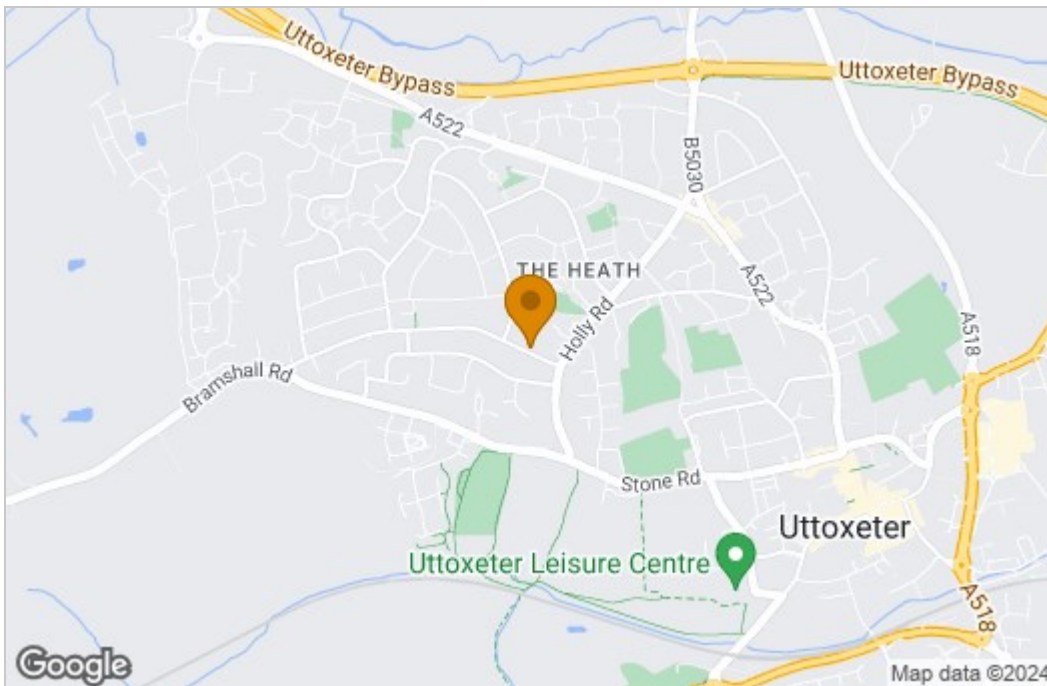 Uttoxeter Bypass
Uttoxeter Bypass
A522
B5030
THE HEATH
A522
Holly Rd
A518
Bramshall Rd
Stone Rd
Uttoxeter
Uttoxeter Leisure Centre
A518
Google
Map data ©2024